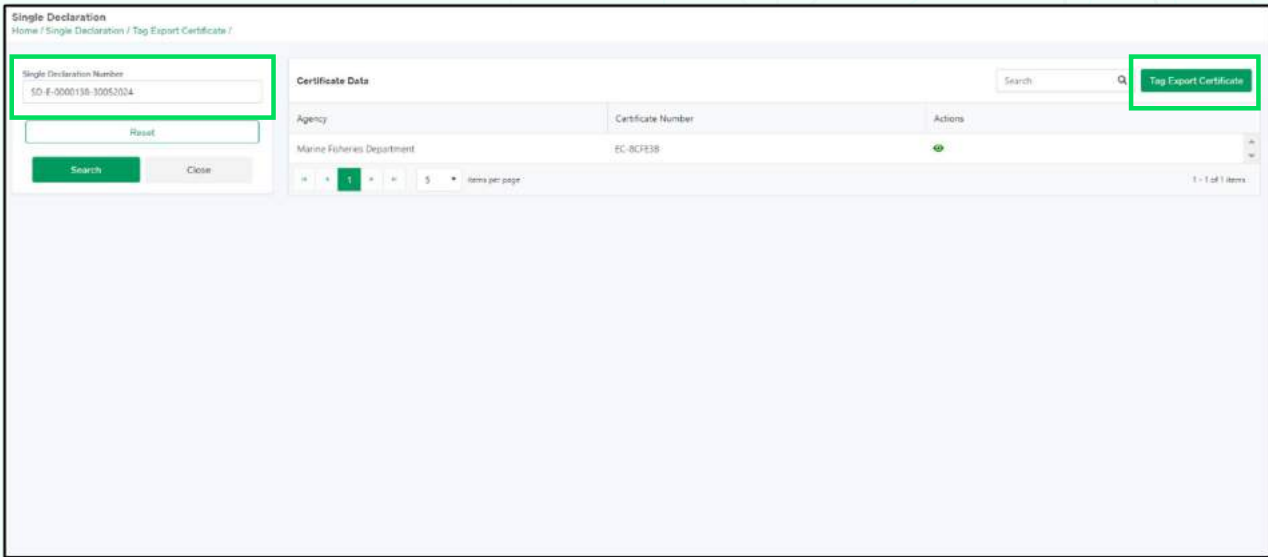 Single Declaration
Home / Single Declaration / Tag Export Certificate /
Single Declaration Number
SD-E-0000138-30052024
Reset
Search
Close
Certificate Data
Search
Tag Export Certificate
Agency
Certificate Number
Actions
Marine Fisheries Department
1
5
items per page
1 - 1 of 1 items